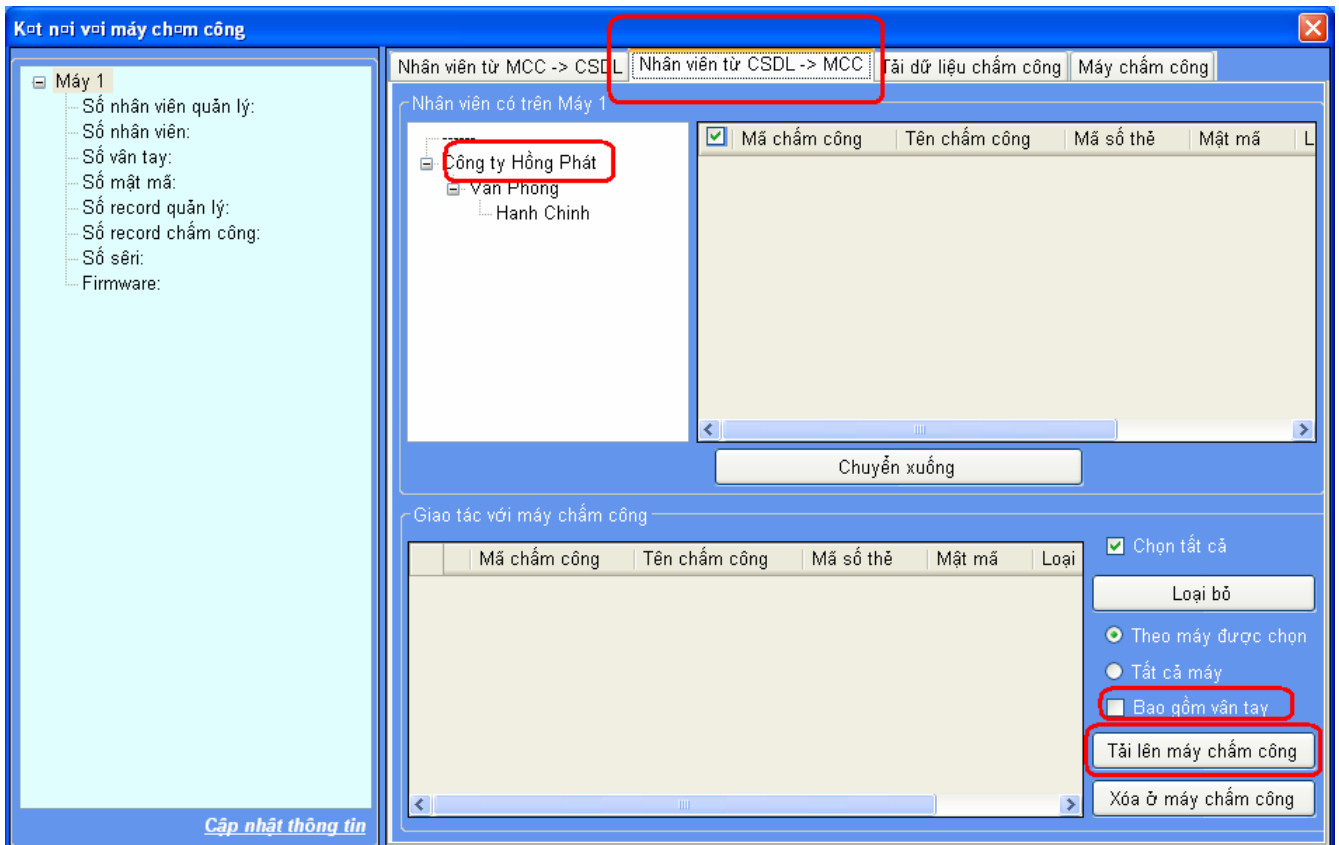 K¤t n¤i v¤i máy ch¤m công
Máy 1
Số nhân viên quản lý:
Số nhân viên:
Số vân tay:
Số mật mã:
Số record quản lý:
Số record chấm công:
Số sêri:
Firmware:
Cập nhật thông tin
Nhân viên từ MCC -> CSDL Nhân viên từ CSDL -> MCC Tải dữ liệu chấm công Máy chấm công
Nhân viên có trên Máy 1
------
Công ty Hồng Phát
Văn Phòng
Hanh Chinh
Mã chấm công Tên chấm công Mã số thẻ Mật mã L
Chuyển xuống
Giao tác với máy chấm công
Mã chấm công Tên chấm công Mã số thẻ Mật mã Loại
Chọn tất cả
Loại bỏ
Theo máy được chọn
Tất cả máy
Bao gồm vân tay
Tải lên máy chấm công
Xóa ở máy chấm công